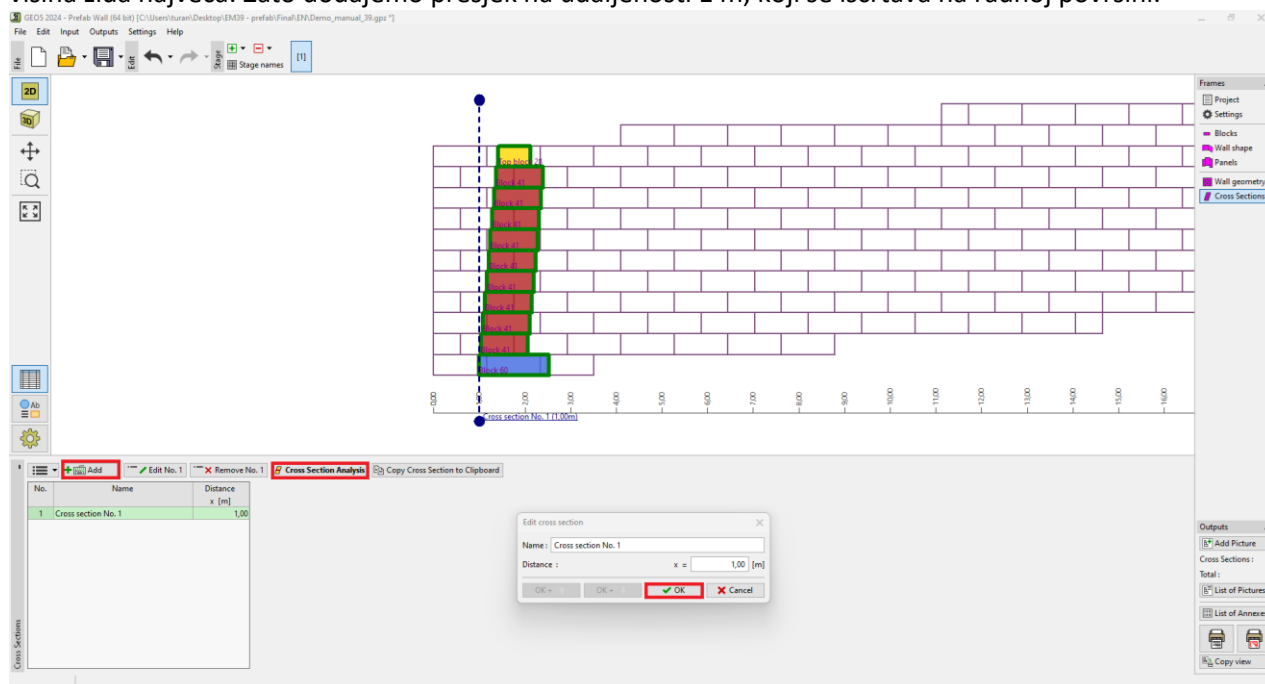 visina zida najveća. Zato dodajemo presjek na udaljenosti 1 m, koji se iscrtava na radnoj površini.
GEO5 2024 - Prefab Wall (64 bit) [C:\Users\turan\Desktop\EM39 - prefab\Final\EN\Demo_manual_39.gpz *]
File Edit Input Outputs Settings Help
File
Edit
Stage
Stage names
[1]
2D
3D
Top block 28
Block 41
Block 41
Block 41
Block 41
Block 41
Block 41
Block 41
Block 41
Block 41
Block 60
0,00 1,00 2,00 3,00 4,00 5,00 6,00 7,00 8,00 9,00 10,00 11,00 12,00 13,00 14,00 15,00 16,00
Cross section No. 1 (1,00m)
Ab
Frames
Project
Settings
Blocks
Wall shape
Panels
Wall geometry
Cross Sections
Add
Edit No. 1
Remove No. 1
Cross Section Analysis
Copy Cross Section to Clipboard
No. Name Distance
x [m]
1 Cross section No. 1 1,00
Cross Sections
Edit cross section
Name : Cross section No. 1
Distance : x = 1,00 [m]
OK + OK + OK Cancel
Outputs
Add Picture
Cross Sections :
Total :
List of Pictures
List of Annexes
Copy view